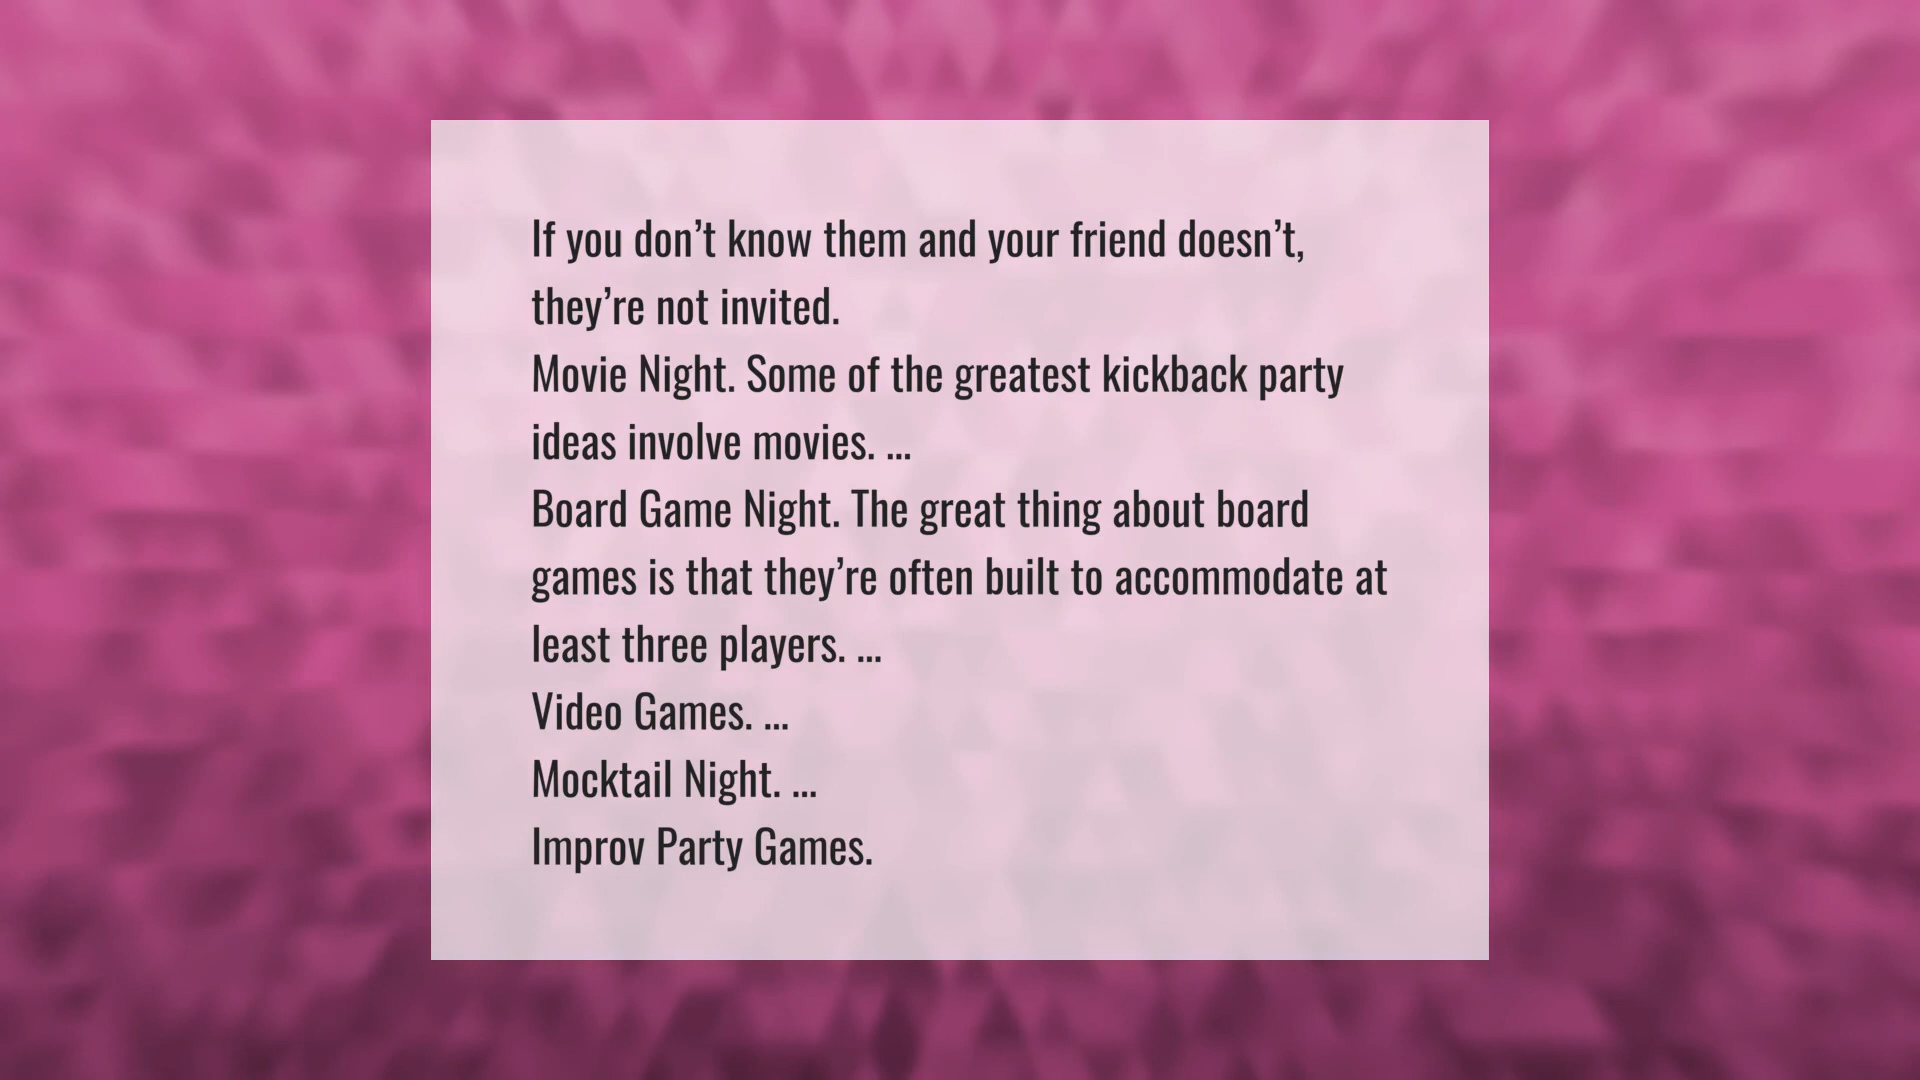 If you don’t know them and your friend doesn’t,
they’re not invited.
Movie Night. Some of the greatest kickback party
ideas involve movies. ...
Board Game Night. The great thing about board
games is that they’re often built to accommodate at
least three players. ...
Video Games. ...
Mocktail Night. ...
Improv Party Games.